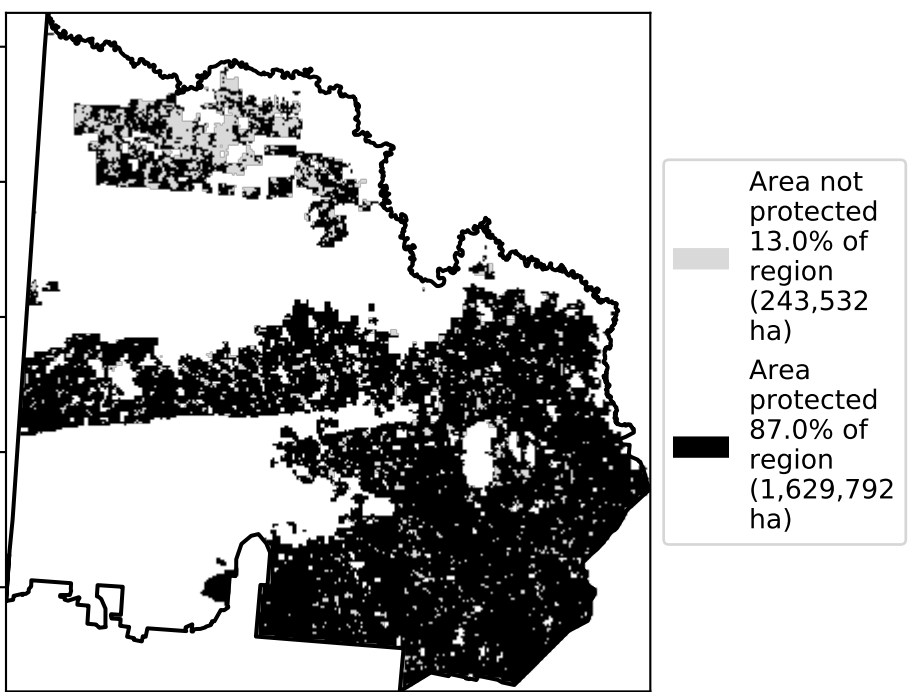 Area not
protected
13.0% of
region
(243,532
ha)
Area
protected
87.0% of
region
(1,629,792
ha)